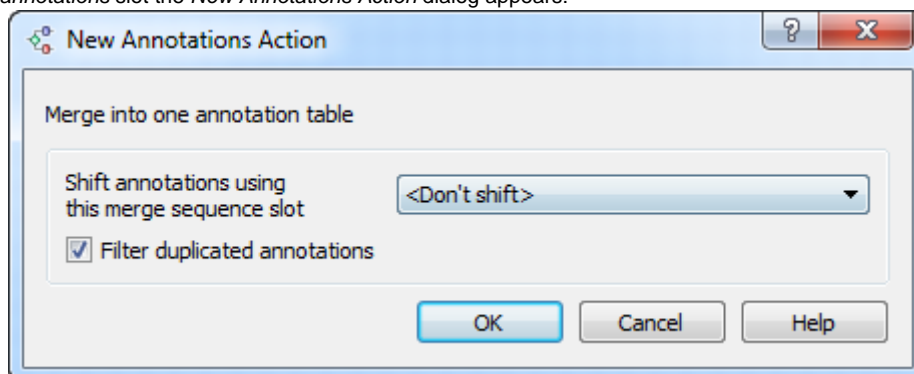 annotations slot the New Annotations Action dialog appears:
New Annotations Action
Merge into one annotation table
Shift annotations using
this merge sequence slot
<Don't shift>
Filter duplicated annotations
OK Cancel Help